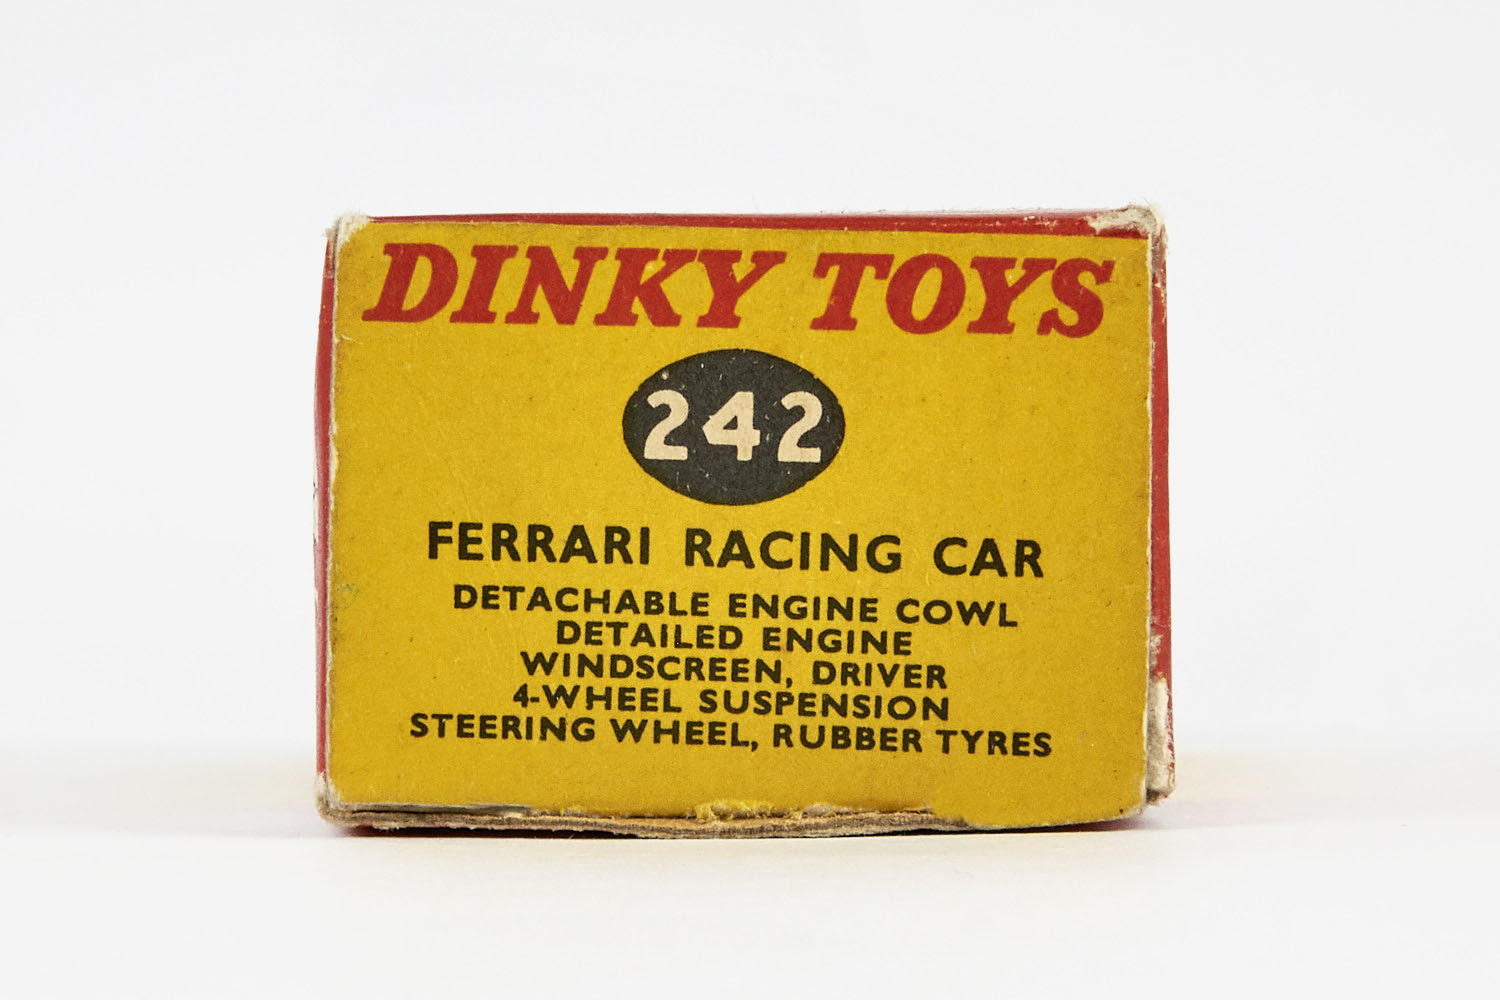 DINKY TOYS
242
FERRARI RACING CAR
DETACHABLE ENGINE COWL
DETAILED ENGINE
WINDSCREEN, DRIVER
4-WHEEL SUSPENSION
STEERING WHEEL, RUBBER TYRES